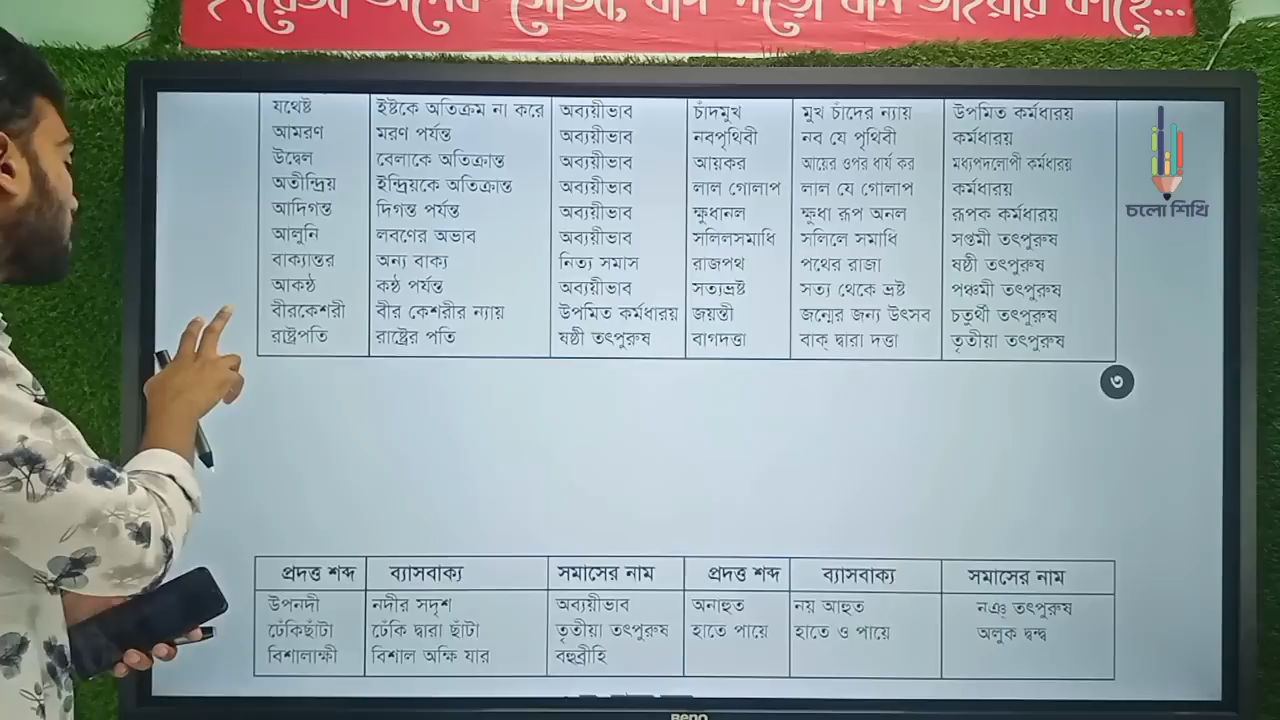 যথেষ্ট ইষ্টকে অতিক্রম না করে অব্যয়ীভাব চাঁদমুখ মুখ চাঁদের ন্যায় উপমিত কর্মধারয়
আমরণ মরণ পর্যন্ত অব্যয়ীভাব নবপৃথিবী নব যে পৃথিবী কর্মধারয়
উদ্বেল বেলাকে অতিক্রান্ত অব্যয়ীভাব আয়কর আয়ের ওপর ধার্য কর মধ্যপদলোপী কর্মধারয়
অতীন্দ্রিয় ইন্দ্রিয়কে অতিক্রান্ত অব্যয়ীভাব লাল গোলাপ লাল যে গোলাপ কর্মধারয়
আদিগন্ত দিগন্ত পর্যন্ত অব্যয়ীভাব ক্ষুধানল ক্ষুধা রূপ অনল রূপক কর্মধারয়
আলুনি লবণের অভাব অব্যয়ীভাব সলিলসমাধি সলিলে সমাধি সপ্তমী তৎপুরুষ
বাক্যান্তর অন্য বাক্য নিত্য সমাস রাজপথ পথের রাজা ষষ্ঠী তৎপুরুষ
আকণ্ঠ কণ্ঠ পর্যন্ত অব্যয়ীভাব সত্যভ্রষ্ট সত্য থেকে ভ্রষ্ট পঞ্চমী তৎপুরুষ
বীরকেশরী বীর কেশরীর ন্যায় উপমিত কর্মধারয় জয়ন্তী জন্মের জন্য উৎসব চতুর্থী তৎপুরুষ
রাষ্ট্রপতি রাষ্ট্রের পতি ষষ্ঠী তৎপুরুষ বাগদত্তা বাক্ দ্বারা দত্তা তৃতীয়া তৎপুরুষ
চলো শিখি
৩
প্রদত্ত শব্দ ব্যাসবাক্য সমাসের নাম প্রদত্ত শব্দ ব্যাসবাক্য সমাসের নাম
উপনদী নদীর সদৃশ অব্যয়ীভাব অনাহুত নয় আহুত নঞ্ তৎপুরুষ
ঢেঁকিছাঁটা ঢেঁকি দ্বারা ছাঁটা তৃতীয়া তৎপুরুষ হাতে পায়ে হাতে ও পায়ে অলুক দ্বন্দ্ব
বিশালাক্ষী বিশাল অক্ষি যার বহুব্রীহি
BenQ